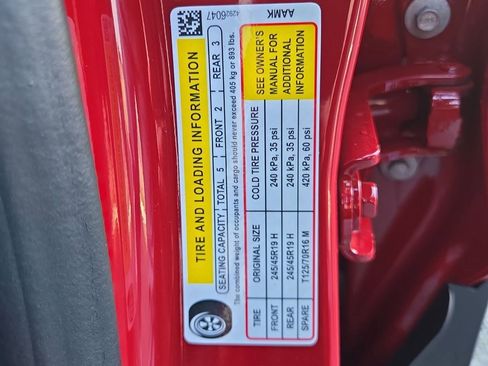 42926047
AAMK
TIRE AND LOADING INFORMATION
SEATING CAPACITY TOTAL 5 FRONT 2 REAR 3
The combined weight of occupants and cargo should never exceed 405 kg or 893 lbs.
TIRE ORIGINAL SIZE COLD TIRE PRESSURE
FRONT 245/45R19 H 240 kPa, 35 psi
REAR 245/45R19 H 240 kPa, 35 psi
SPARE T125/70R16 M 420 kPa, 60 psi
SEE OWNER'S
MANUAL FOR
ADDITIONAL
INFORMATION